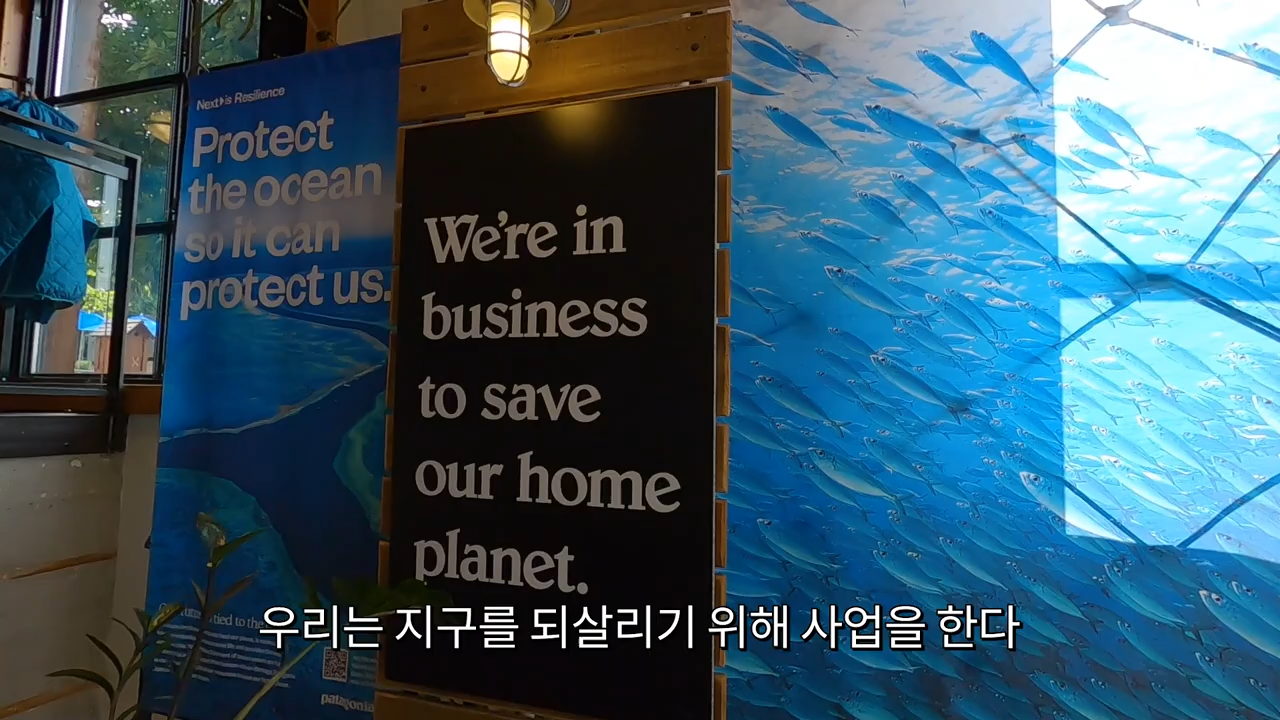 Next is Resilience
Protect
the ocean
so it can
protect us.
We're in
business
to save
our home
planet.
우리는 지구를 되살리기 위해 사업을 한다
patagonia